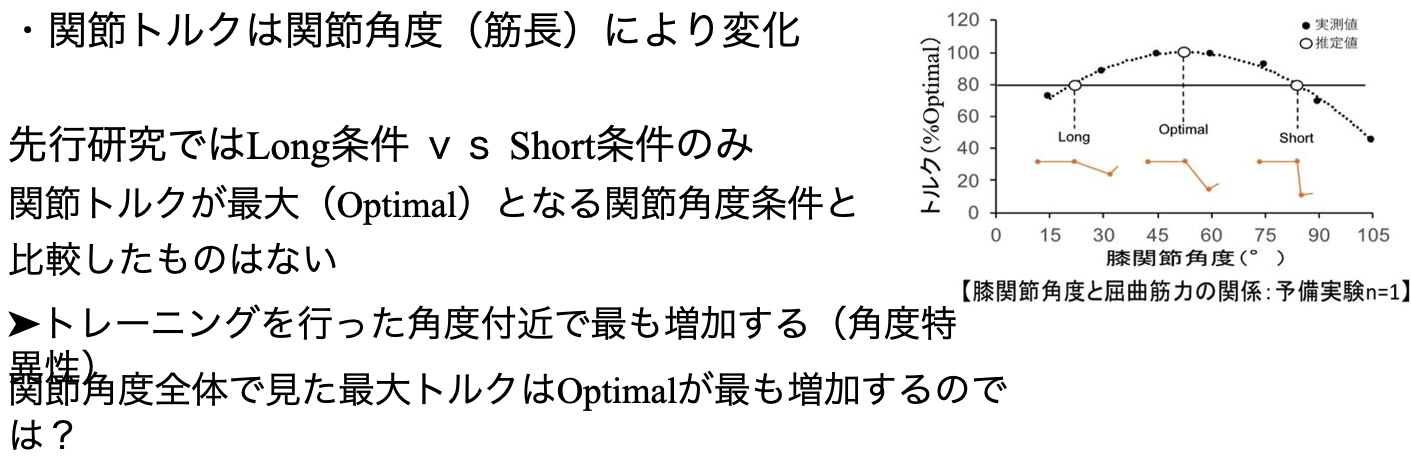 ・関節トルクは関節角度（筋長）により変化
先行研究ではLong条件 ｖｓ Short条件のみ
関節トルクが最大（Optimal）となる関節角度条件と
比較したものはない
➤トレーニングを行った角度付近で最も増加する（角度特
異性）
関節角度全体で見た最大トルクはOptimalが最も増加するので
は？
トルク(%Optimal)
120
100
80
60
40
20
0
実測値
推定値
Long
Optimal
Short
0 15 30 45 60 75 90 105
膝関節角度(°)
【膝関節角度と屈曲筋力の関係：予備実験n=1】